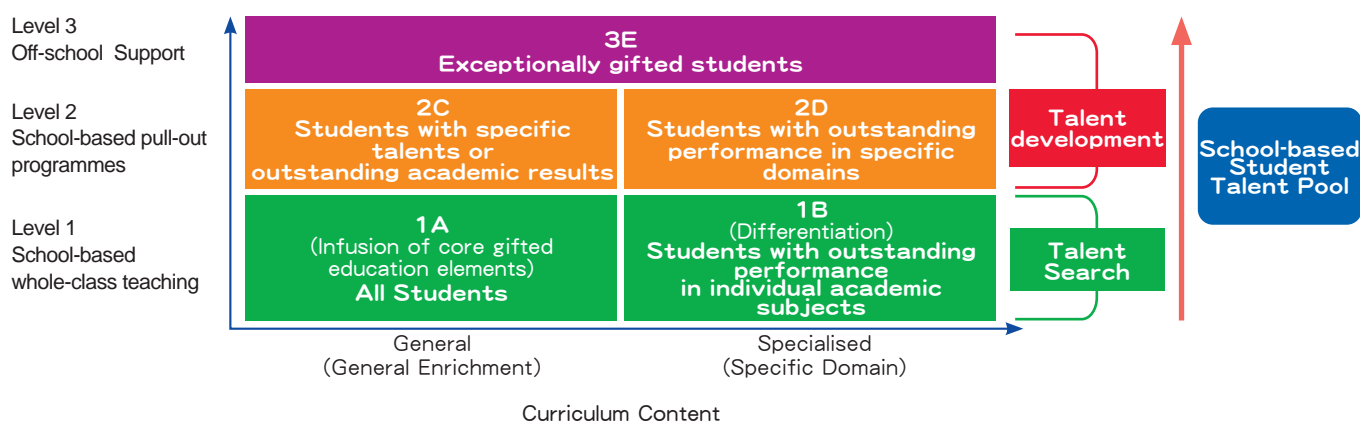 Level 3
Off-school Support
3E
Exceptionally gifted students
Level 2
School-based pull-out
programmes
2C
Students with specific
talents or
outstanding academic results
2D
Students with outstanding
performance in specific
domains
Talent
development
School-based
Student
Talent Pool
Level 1
School-based
whole-class teaching
1A
(Infusion of core gifted
education elements)
All Students
1B
(Differentiation)
Students with outstanding
performance
in individual academic
subjects
Talent
Search
General
(General Enrichment)
Specialised
(Specific Domain)
Curriculum Content